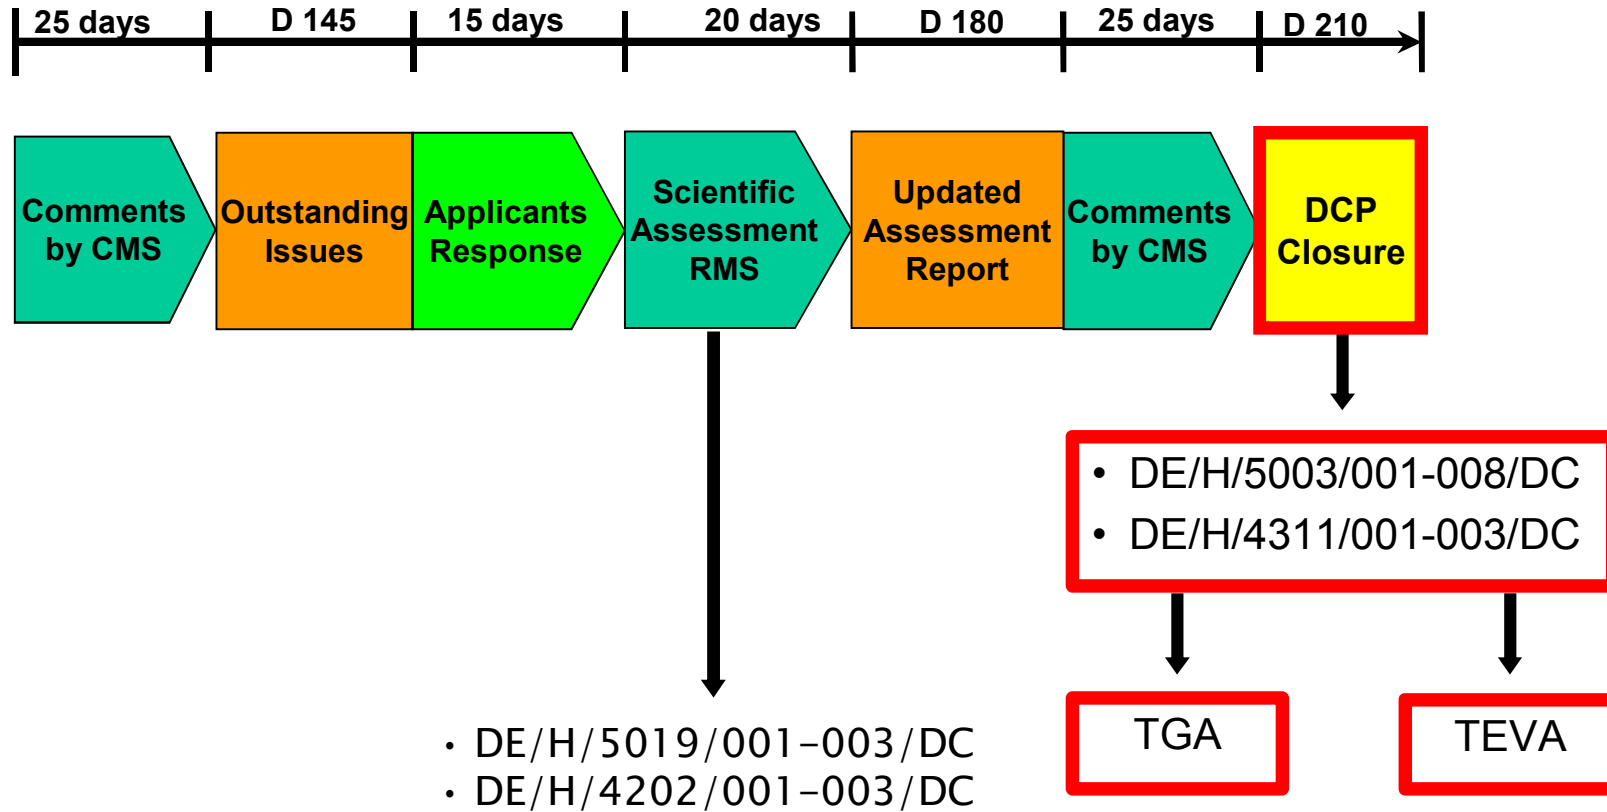 25 days
D 145
15 days
20 days
D 180
25 days
D 210
Comments
by CMS
Outstanding
Issues
Applicants
Response
Scientific
Assessment
RMS
Updated
Assessment
Report
Comments
by CMS
DCP
Closure
• DE/H/5003/001-008/DC
• DE/H/4311/001-003/DC
TGA
TEVA
• DE/H/5019/001-003/DC
• DE/H/4202/001-003/DC